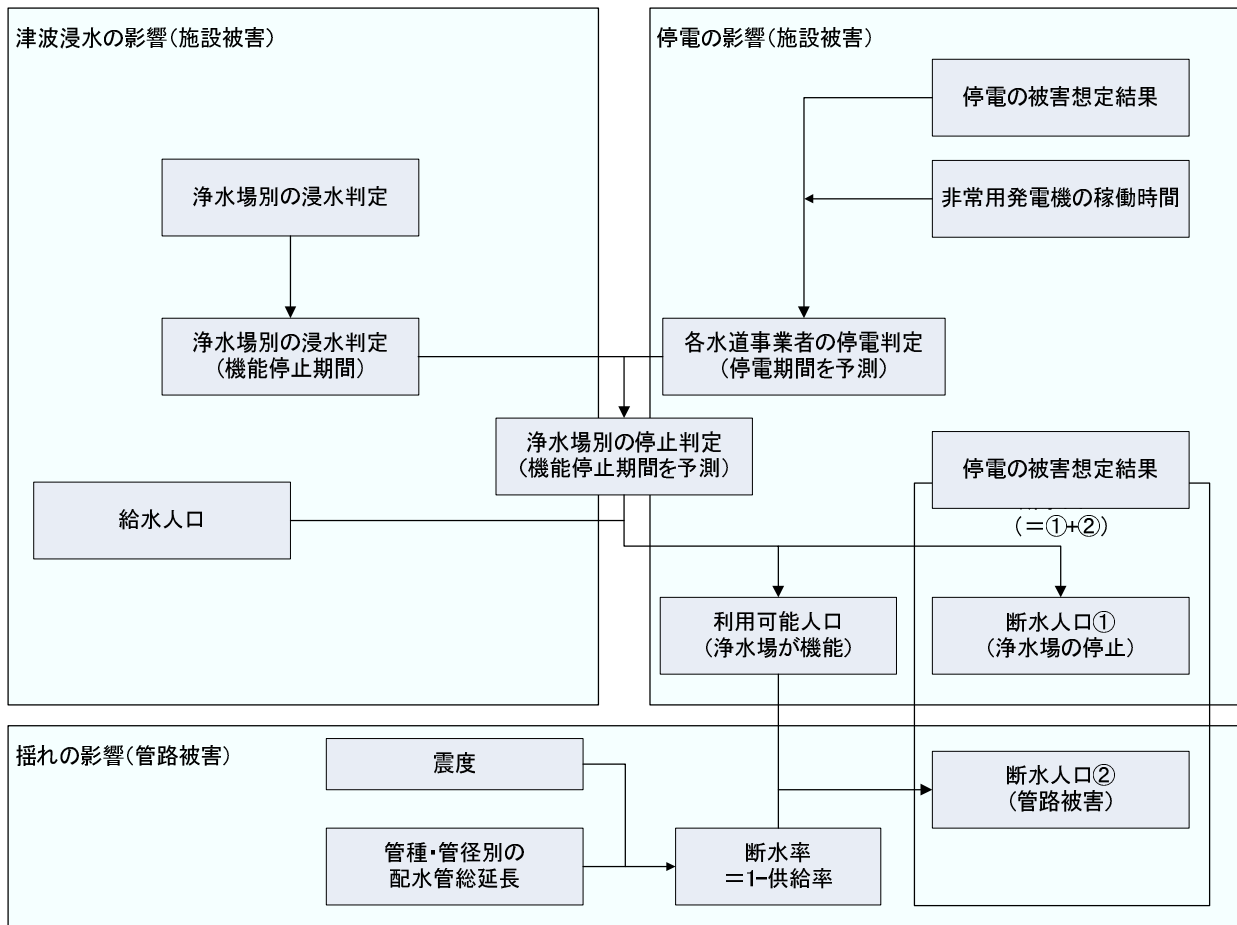 津波浸水の影響(施設被害)
浄水場別の浸水判定
浄水場別の浸水判定
(機能停止期間)
給水人口
停電の影響(施設被害)
停電の被害想定結果
非常用発電機の稼働時間
各水道事業者の停電判定
(停電期間を予測)
浄水場別の停止判定
(機能停止期間を予測)
停電の被害想定結果
(=①+②)
利用可能人口
(浄水場が機能)
断水人口①
(浄水場の停止)
揺れの影響(管路被害)
震度
管種・管径別の
配水管総延長
断水率
=1-供給率
断水人口②
(管路被害)